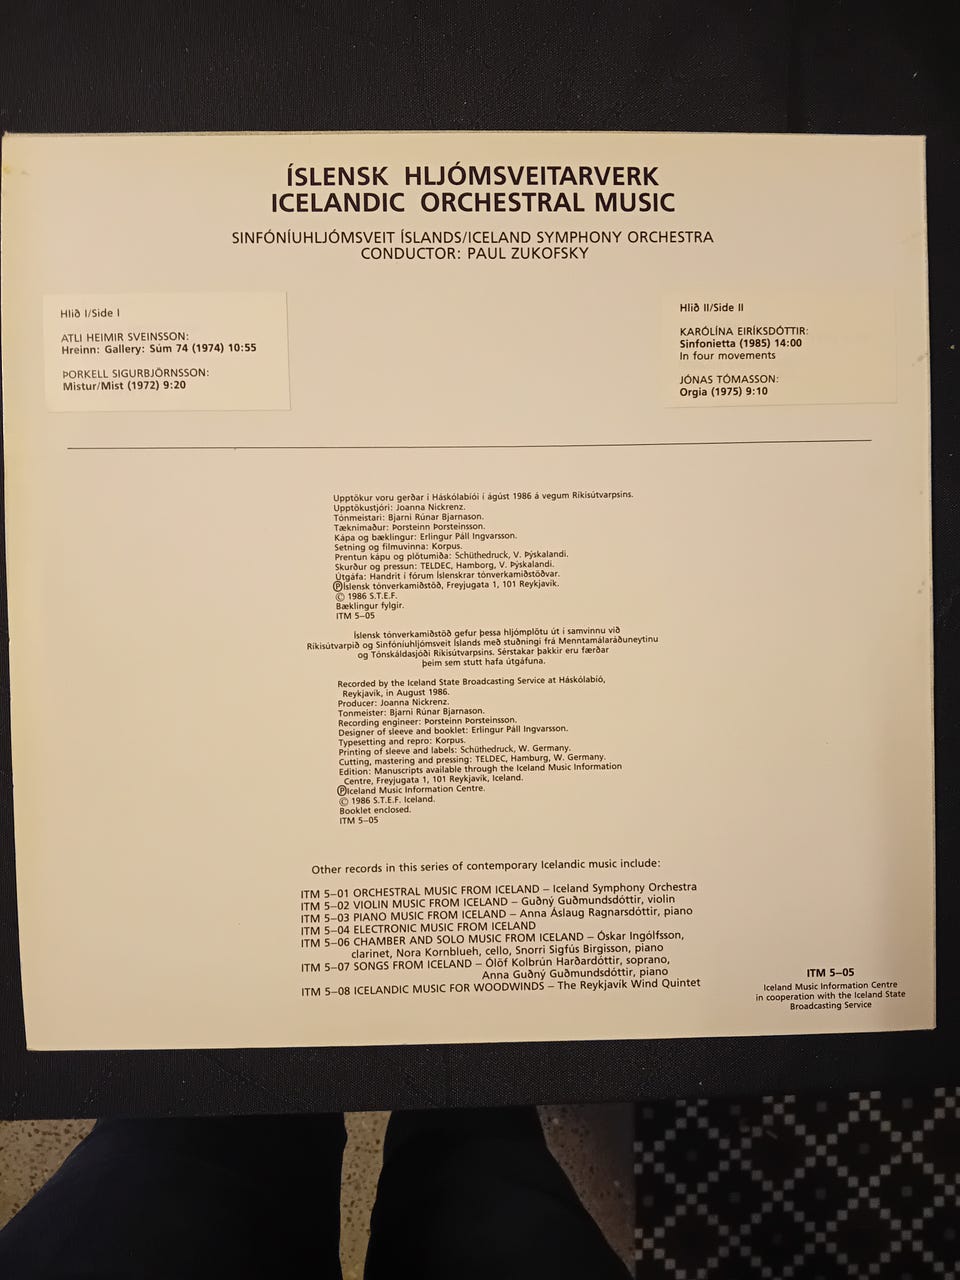 ÍSLENSK HLJÓMSVEITARVERK
ICELANDIC ORCHESTRAL MUSIC
SINFÓNÍUHLJÓMSVEIT ÍSLANDS/ICELAND SYMPHONY ORCHESTRA
CONDUCTOR: PAUL ZUKOFSKY
Hlið I/Side I
ATLI HEIMIR SVEINSSON:
Hreinn: Gallery: Súm 74 (1974) 10:55
ÞORKELL SIGURBJÖRNSSON:
Mistur/Mist (1972) 9:20
Hlið II/Side II
KARÓLÍNA EIRÍKSDÓTTIR:
Sinfonietta (1985) 14:00
In four movements
JÓNAS TÓMASSON:
Orgia (1975) 9:10
Upptökur voru gerðar í Háskólabíói í ágúst 1986 á vegum Ríkisútvarpsins.
Upptökustjóri: Joanna Nickrenz.
Tónmeistari: Bjarni Rúnar Bjarnason.
Tæknimaður: Þorsteinn Þorsteinsson.
Kápa og bæklingur: Erlingur Páll Ingvarsson.
Setning og filmuvinna: Korpus.
Prentun kápu og plötumiða: Schüthedruck, V. Þýskalandi.
Skurður og pressun: TELDEC, Hamborg, V. Þýskalandi.
Útgáfa: Handrit í fórum Íslenskrar tónverkamiðstöðvar.
Ⓟ Íslensk tónverkamiðstöð, Freyjugata 1, 101 Reykjavík.
© 1986 S.T.E.F.
Bæklingur fylgir.
ITM 5–05
Íslensk tónverkamiðstöð gefur þessa hljómplötu út í samvinnu við
Ríkisútvarpið og Sinfóníuhljómsveit Íslands með stuðningi frá Menntamálaráðuneytinu
og Tónskáldasjóði Ríkisútvarpsins. Sérstakar þakkir eru færðar
þeim sem stutt hafa útgáfuna.
Recorded by the Iceland State Broadcasting Service at Háskólabíó,
Reykjavík, in August 1986.
Producer: Joanna Nickrenz.
Tonmeister: Bjarni Rúnar Bjarnason.
Recording engineer: Þorsteinn Þorsteinsson.
Designer of sleeve and booklet: Erlingur Páll Ingvarsson.
Typesetting and repro: Korpus.
Printing of sleeve and labels: Schüthedruck, W. Germany.
Cutting, mastering and pressing: TELDEC, Hamburg, W. Germany.
Edition: Manuscripts available through the Iceland Music Information
Centre, Freyjugata 1, 101 Reykjavík, Iceland.
Ⓟ Iceland Music Information Centre.
© 1986 S.T.E.F. Iceland.
Booklet enclosed.
ITM 5–05
Other records in this series of contemporary Icelandic music include:
ITM 5–01 ORCHESTRAL MUSIC FROM ICELAND – Iceland Symphony Orchestra
ITM 5–02 VIOLIN MUSIC FROM ICELAND – Guðný Guðmundsdóttir, violin
ITM 5–03 PIANO MUSIC FROM ICELAND – Anna Áslaug Ragnarsdóttir, piano
ITM 5–04 ELECTRONIC MUSIC FROM ICELAND
ITM 5–06 CHAMBER AND SOLO MUSIC FROM ICELAND – Óskar Ingólfsson,
clarinet, Nora Kornblueh, cello, Snorri Sigfús Birgisson, piano
ITM 5–07 SONGS FROM ICELAND – Ólöf Kolbrún Harðardóttir, soprano,
Anna Guðný Guðmundsdóttir, piano
ITM 5–08 ICELANDIC MUSIC FOR WOODWINDS – The Reykjavík Wind Quintet
ITM 5–05
Iceland Music Information Centre
in cooperation with the Iceland State
Broadcasting Service